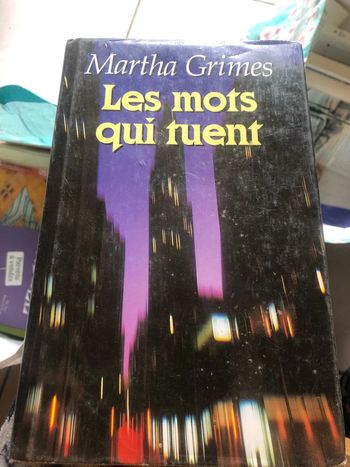 Martha Grimes
Les mots
qui tuent